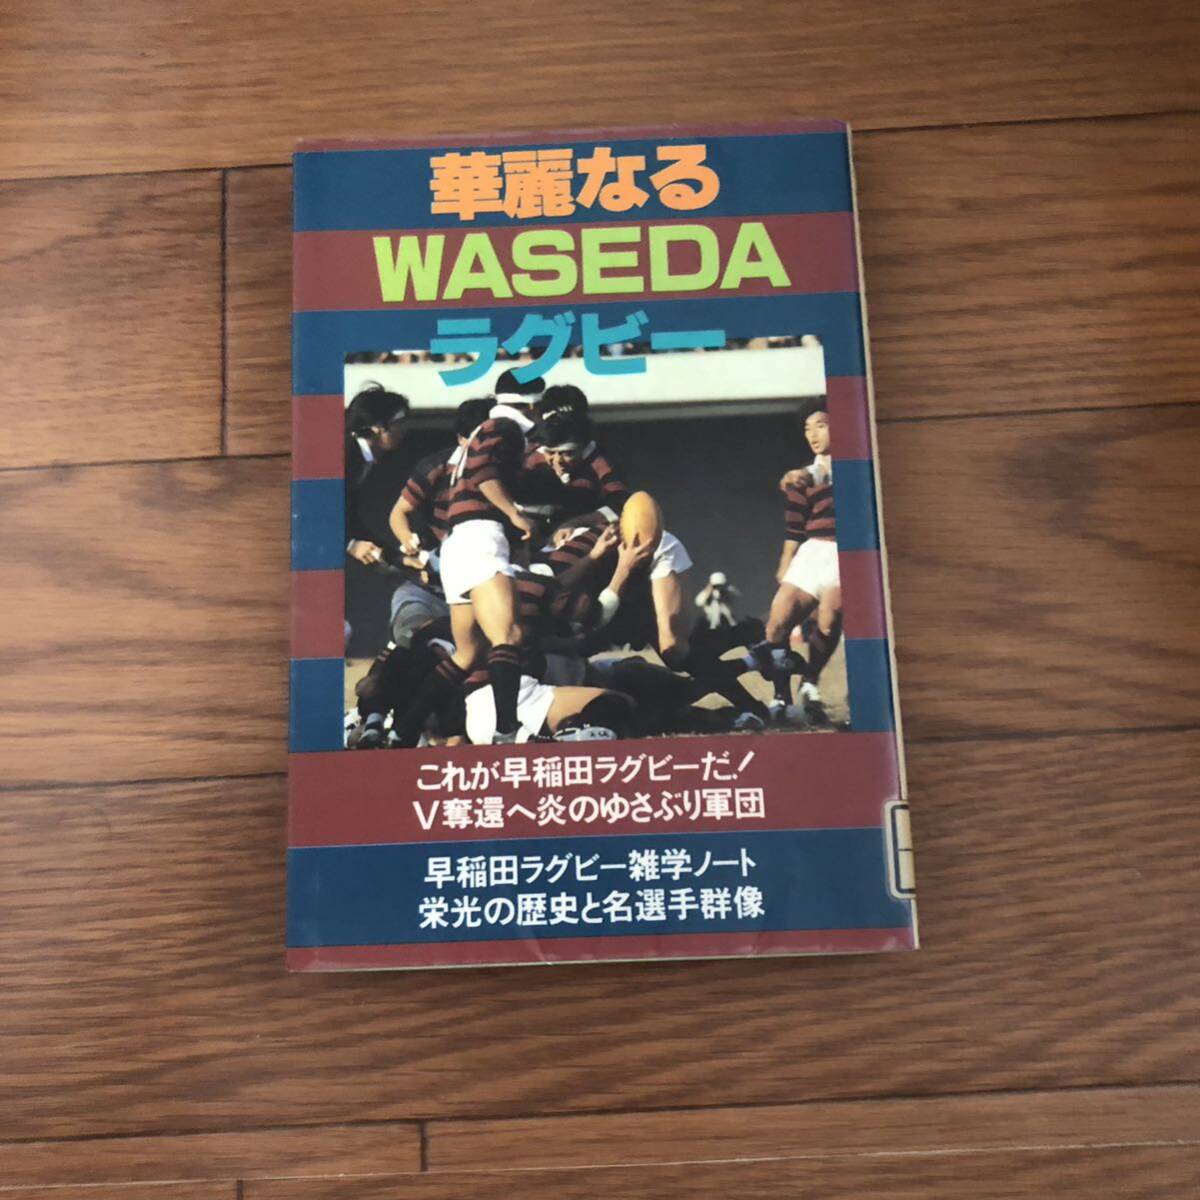 華麗なる
WASEDA
ラグビー
これが早稲田ラグビーだ!
V奪還へ炎のゆさぶり軍団
早稲田ラグビー雑学ノート
栄光の歴史と名選手群像